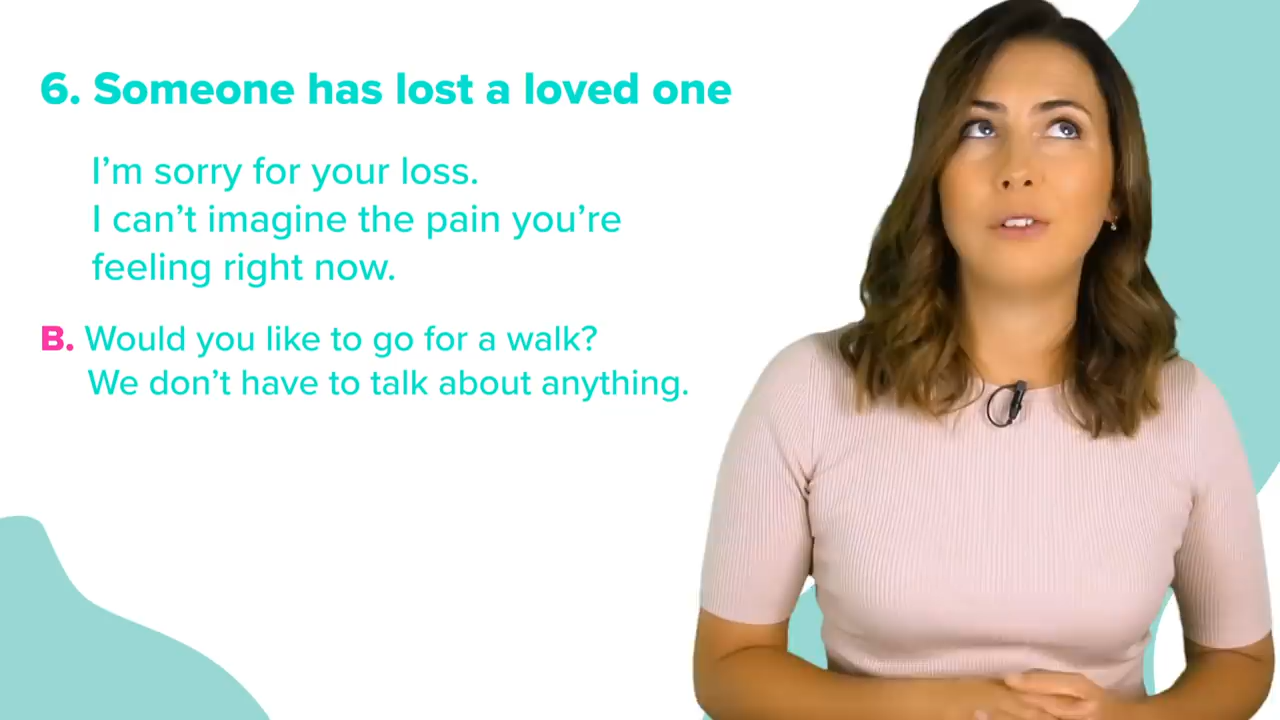 6. Someone has lost a loved one
I’m sorry for your loss.
I can’t imagine the pain you’re
feeling right now.
B. Would you like to go for a walk?
We don’t have to talk about anything.